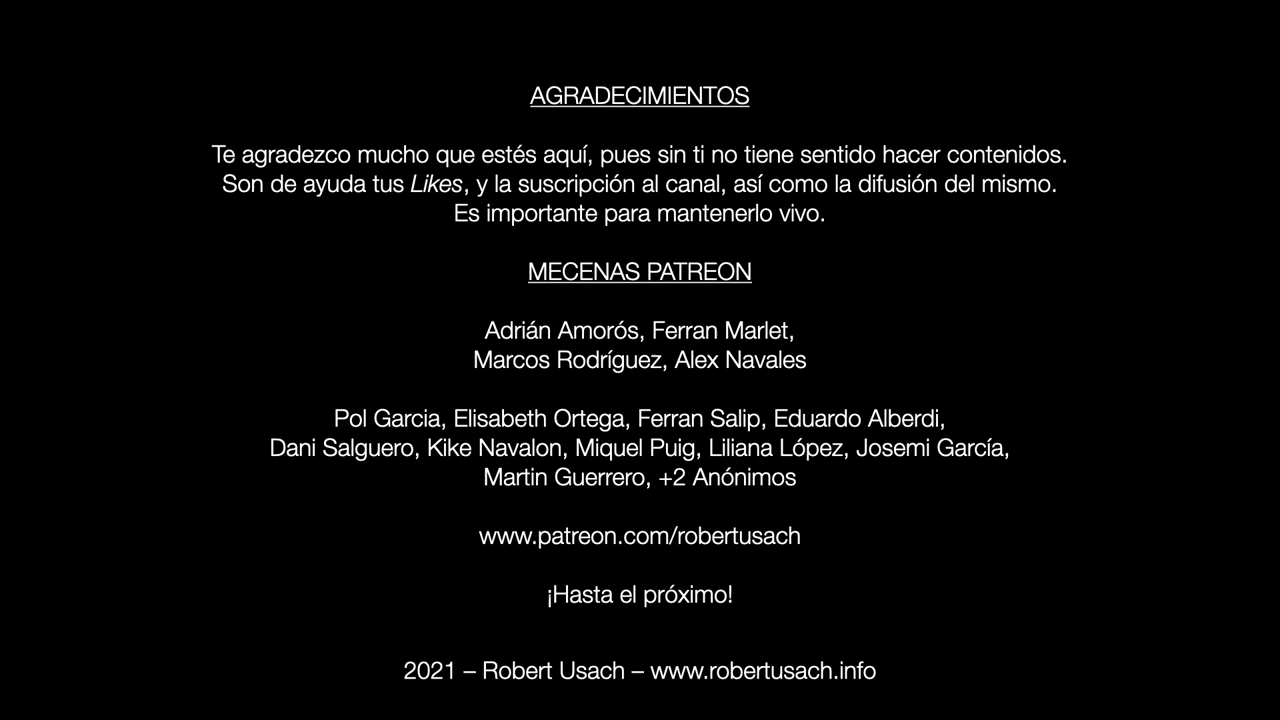 AGRADECIMIENTOS
Te agradezco mucho que estés aquí, pues sin ti no tiene sentido hacer contenidos.
Son de ayuda tus Likes, y la suscripción al canal, así como la difusión del mismo.
Es importante para mantenerlo vivo.
MECENAS PATREON
Adrián Amorós, Ferran Marlet,
Marcos Rodríguez, Alex Navales
Pol Garcia, Elisabeth Ortega, Ferran Salip, Eduardo Alberdi,
Dani Salguero, Kike Navalon, Miquel Puig, Liliana López, Josemi García,
Martin Guerrero, +2 Anónimos
www.patreon.com/robertusach
¡Hasta el próximo!
2021 – Robert Usach – www.robertusach.info